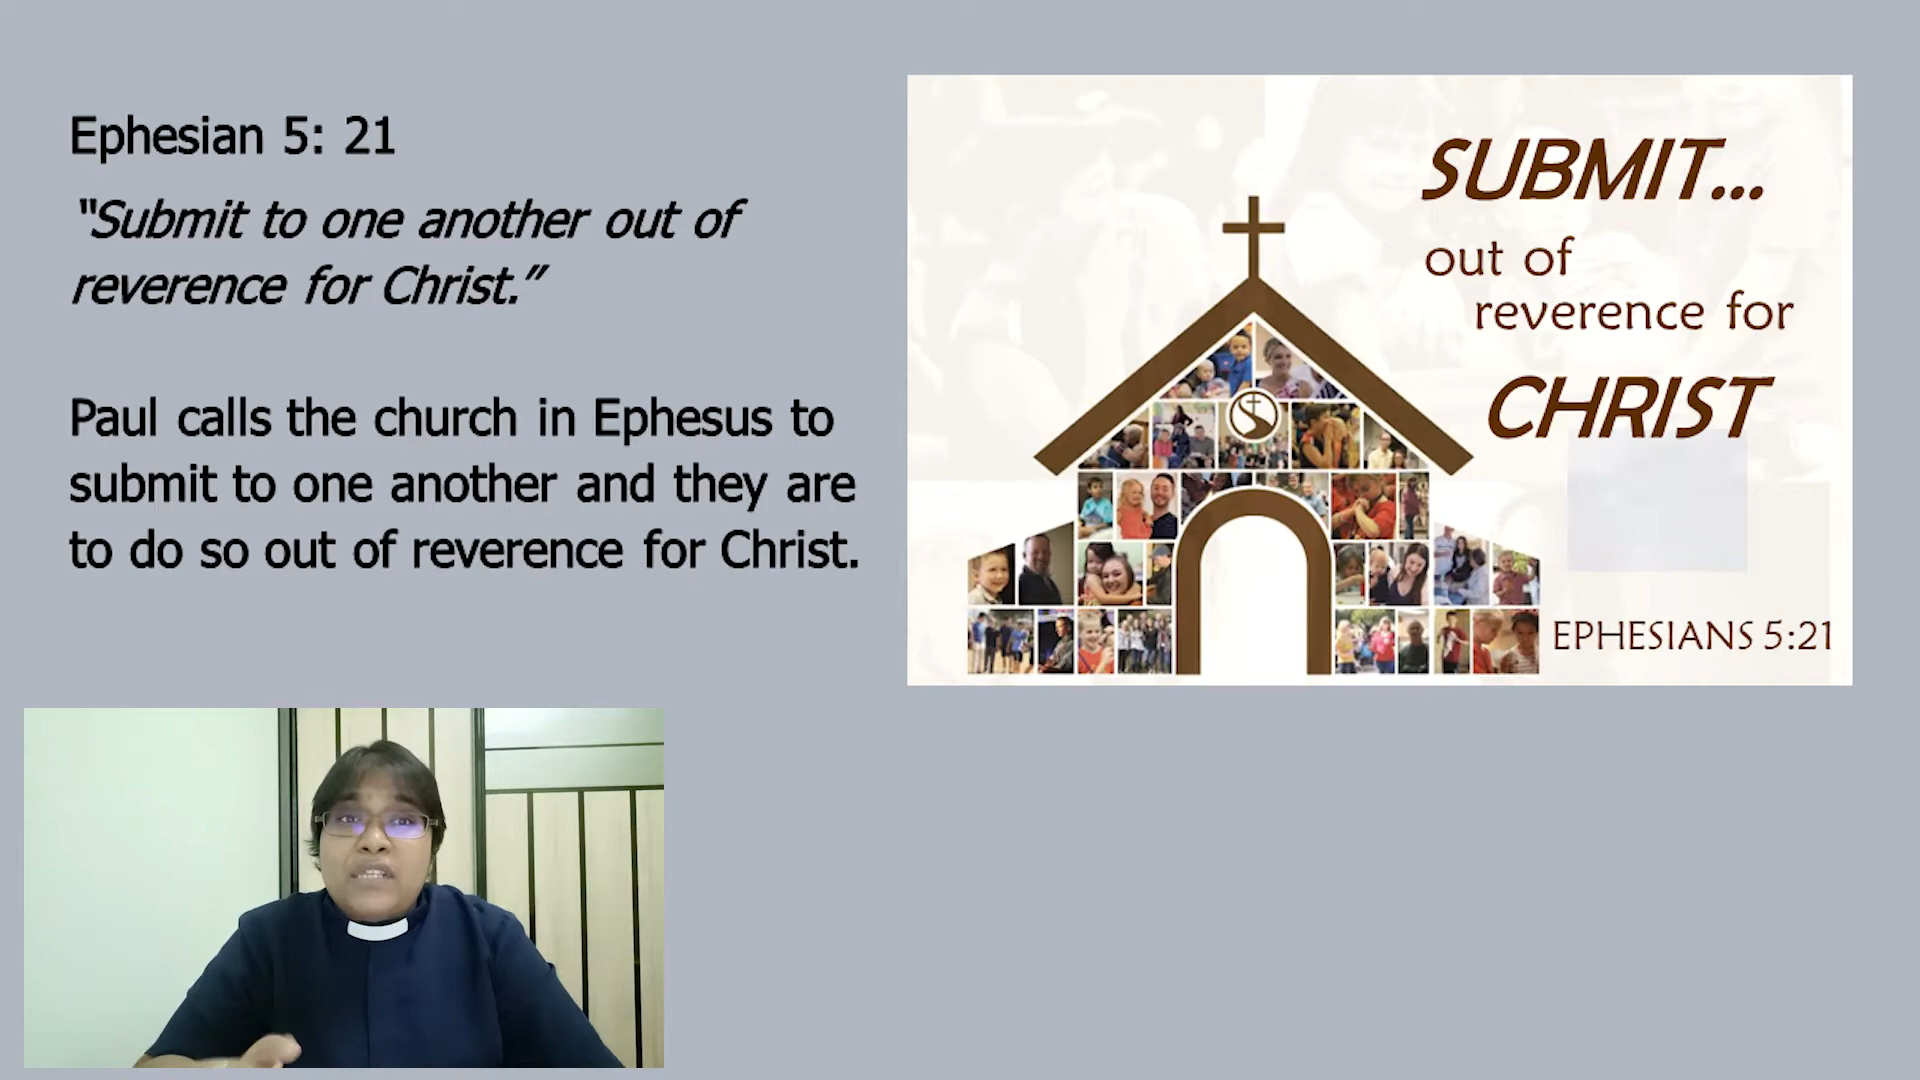 Ephesian 5: 21
“Submit to one another out of
reverence for Christ.”
Paul calls the church in Ephesus to
submit to one another and they are
to do so out of reverence for Christ.
SUBMIT...
out of
reverence for
CHRIST
EPHESIANS 5:21